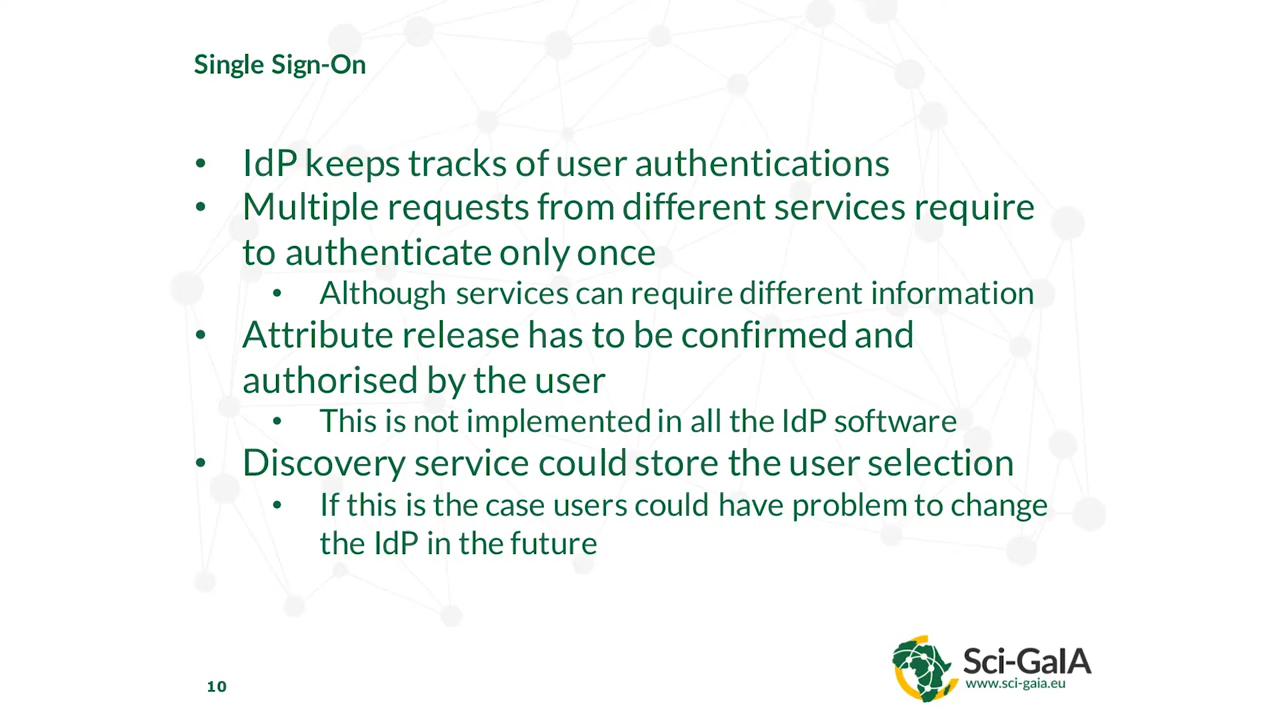 Single Sign-On
• IdP keeps tracks of user authentications
• Multiple requests from different services require
to authenticate only once
• Although services can require different information
• Attribute release has to be confirmed and
authorised by the user
• This is not implemented in all the IdP software
• Discovery service could store the user selection
• If this is the case users could have problem to change
the IdP in the future
Sci-GaIA
www.sci-gaia.eu
10